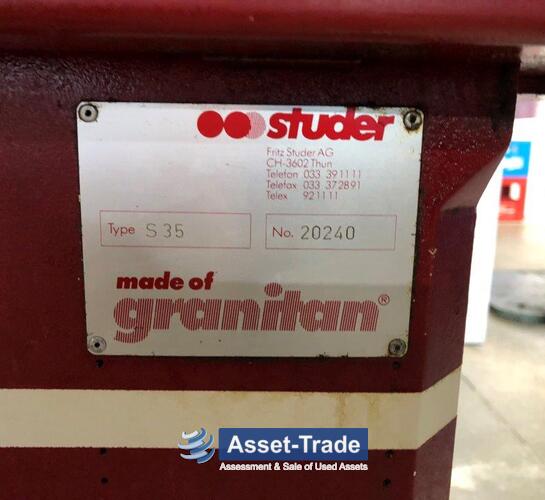 studer
Fritz Studer AG
CH-3602 Thun
Telefon 033 391111
Telefax 033 372891
Telex 921111
Type S 35
No. 20240
made of
granitan®
Asset-Trade
Assessment & Sale of Used Assets